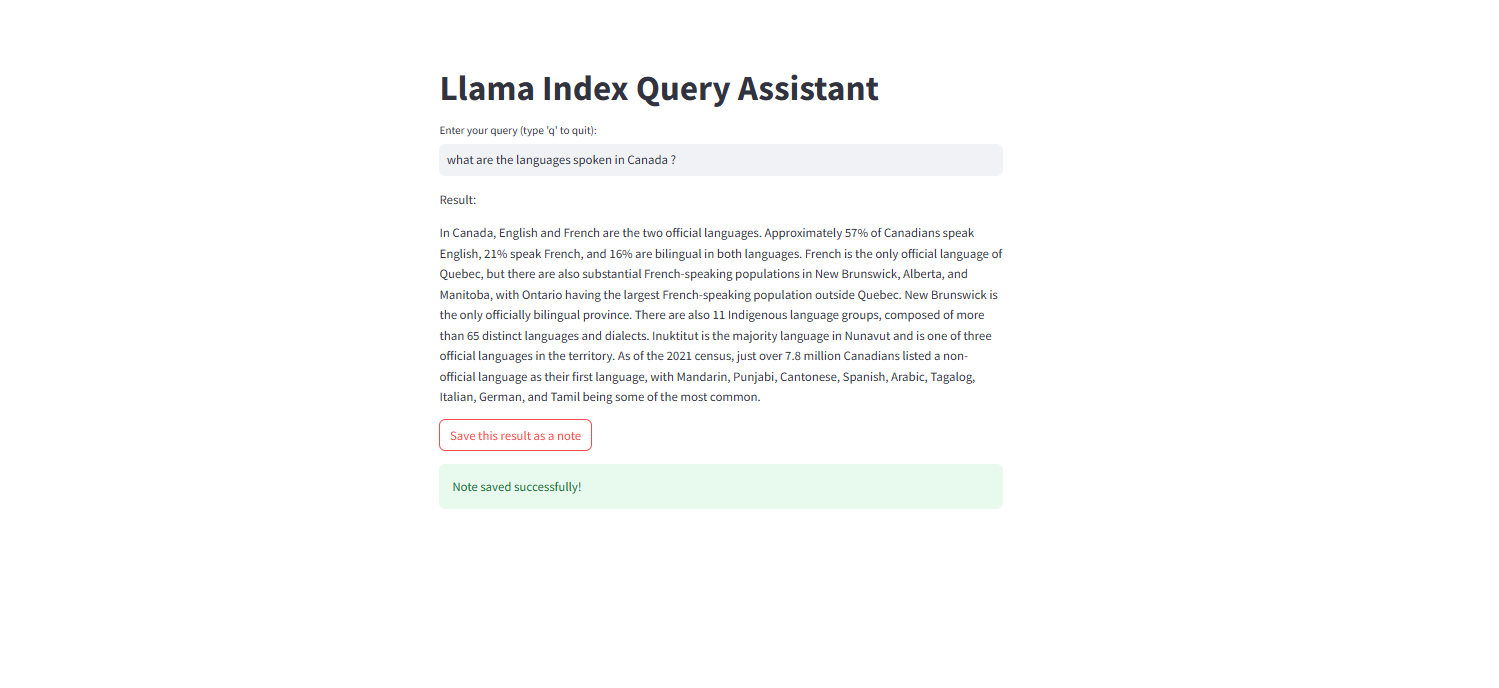 Llama Index Query Assistant
Enter your query (type 'q' to quit):
what are the languages spoken in Canada ?
Result:
In Canada, English and French are the two official languages. Approximately 57% of Canadians speak
English, 21% speak French, and 16% are bilingual in both languages. French is the only official language of
Quebec, but there are also substantial French-speaking populations in New Brunswick, Alberta, and
Manitoba, with Ontario having the largest French-speaking population outside Quebec. New Brunswick is
the only officially bilingual province. There are also 11 Indigenous language groups, composed of more
than 65 distinct languages and dialects. Inuktitut is the majority language in Nunavut and is one of three
official languages in the territory. As of the 2021 census, just over 7.8 million Canadians listed a non-
official language as their first language, with Mandarin, Punjabi, Cantonese, Spanish, Arabic, Tagalog,
Italian, German, and Tamil being some of the most common.
Save this result as a note
Note saved successfully!